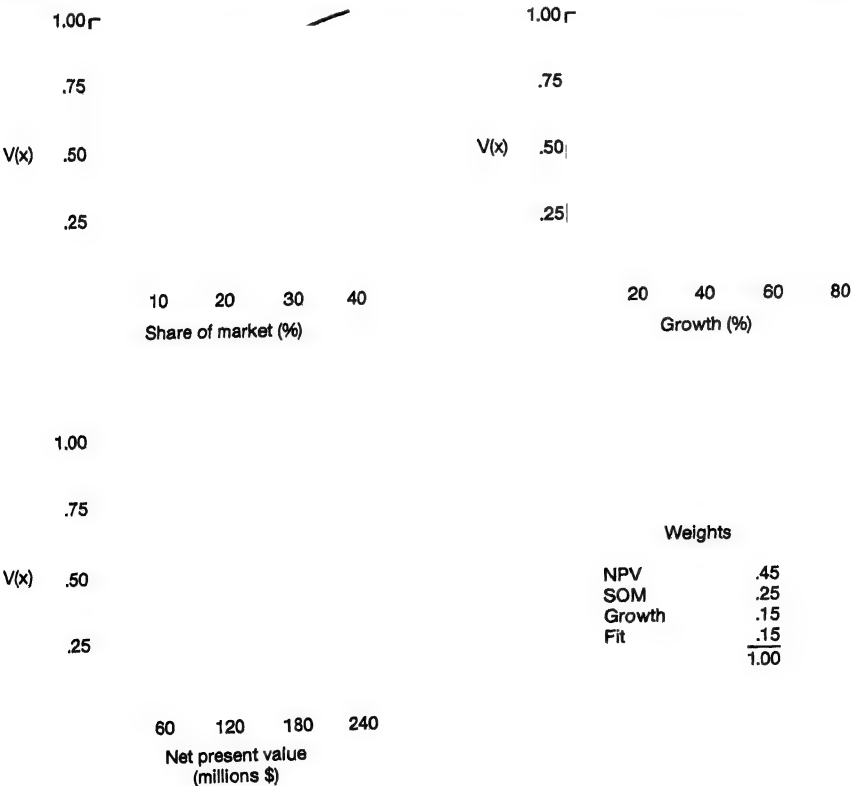 1.00
.75
V(x) .50
.25
10 20 30 40
Share of market (%)
1.00
.75
V(x) .50
.25
20 40 60 80
Growth (%)
1.00
.75
V(x) .50
.25
60 120 180 240
Net present value
(millions $)
Weights
NPV .45
SOM .25
Growth .15
Fit .15
1.00